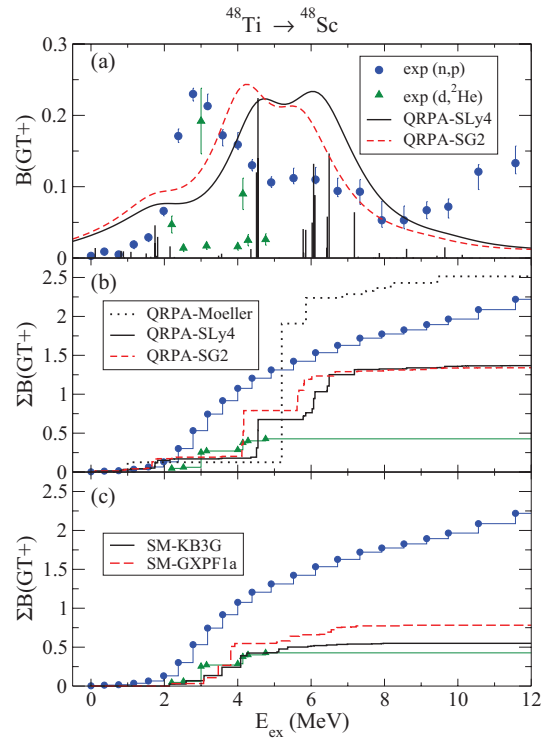 ⁴⁸Ti → ⁴⁸Sc
0.3
(a)
exp (n,p)
exp (d,²He)
QRPA-SLy4
QRPA-SG2
0.2
B(GT+)
0.1
0
2.5
(b)
2
QRPA-Moeller
QRPA-SLy4
QRPA-SG2
ΣB(GT+)
1.5
1
0.5
0
2.5
(c)
2
SM-KB3G
SM-GXPF1a
ΣB(GT+)
1.5
1
0.5
0
0 2 4 6 8 10 12
E_ex (MeV)